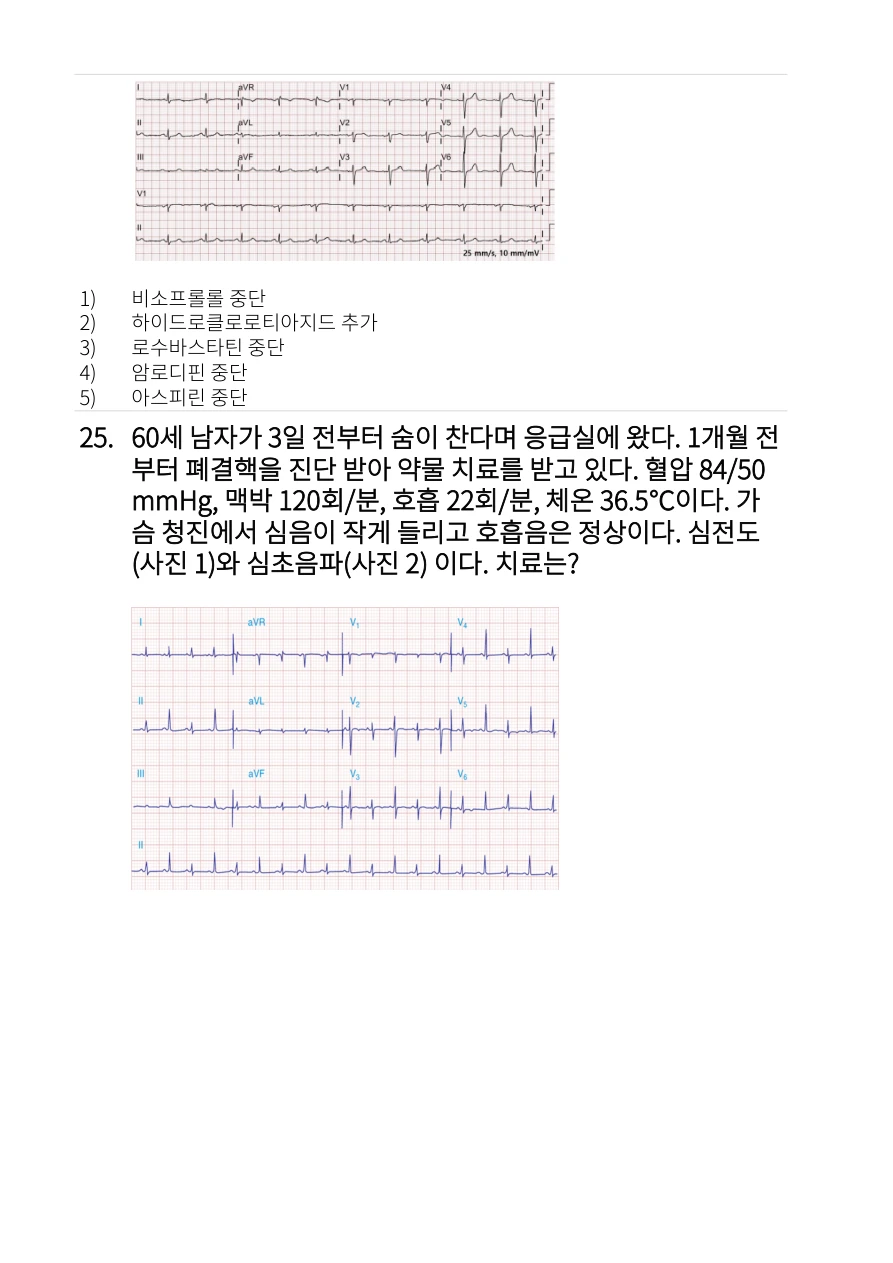 I aVR V1 V4
II aVL V2 V5
III aVF V3 V6
V1
II
25 mm/s, 10 mm/mV
1) 비소프롤롤 중단
2) 하이드로클로로티아지드 추가
3) 로수바스타틴 중단
4) 암로디핀 중단
5) 아스피린 중단
25. 60세 남자가 3일 전부터 숨이 찬다며 응급실에 왔다. 1개월 전
부터 폐결핵을 진단 받아 약물 치료를 받고 있다. 혈압 84/50
mmHg, 맥박 120회/분, 호흡 22회/분, 체온 36.5°C이다. 가
슴 청진에서 심음이 작게 들리고 호흡음은 정상이다. 심전도
(사진 1)와 심초음파(사진 2) 이다. 치료는?
I aVR V1 V4
II aVL V2 V5
III aVF V3 V6
II